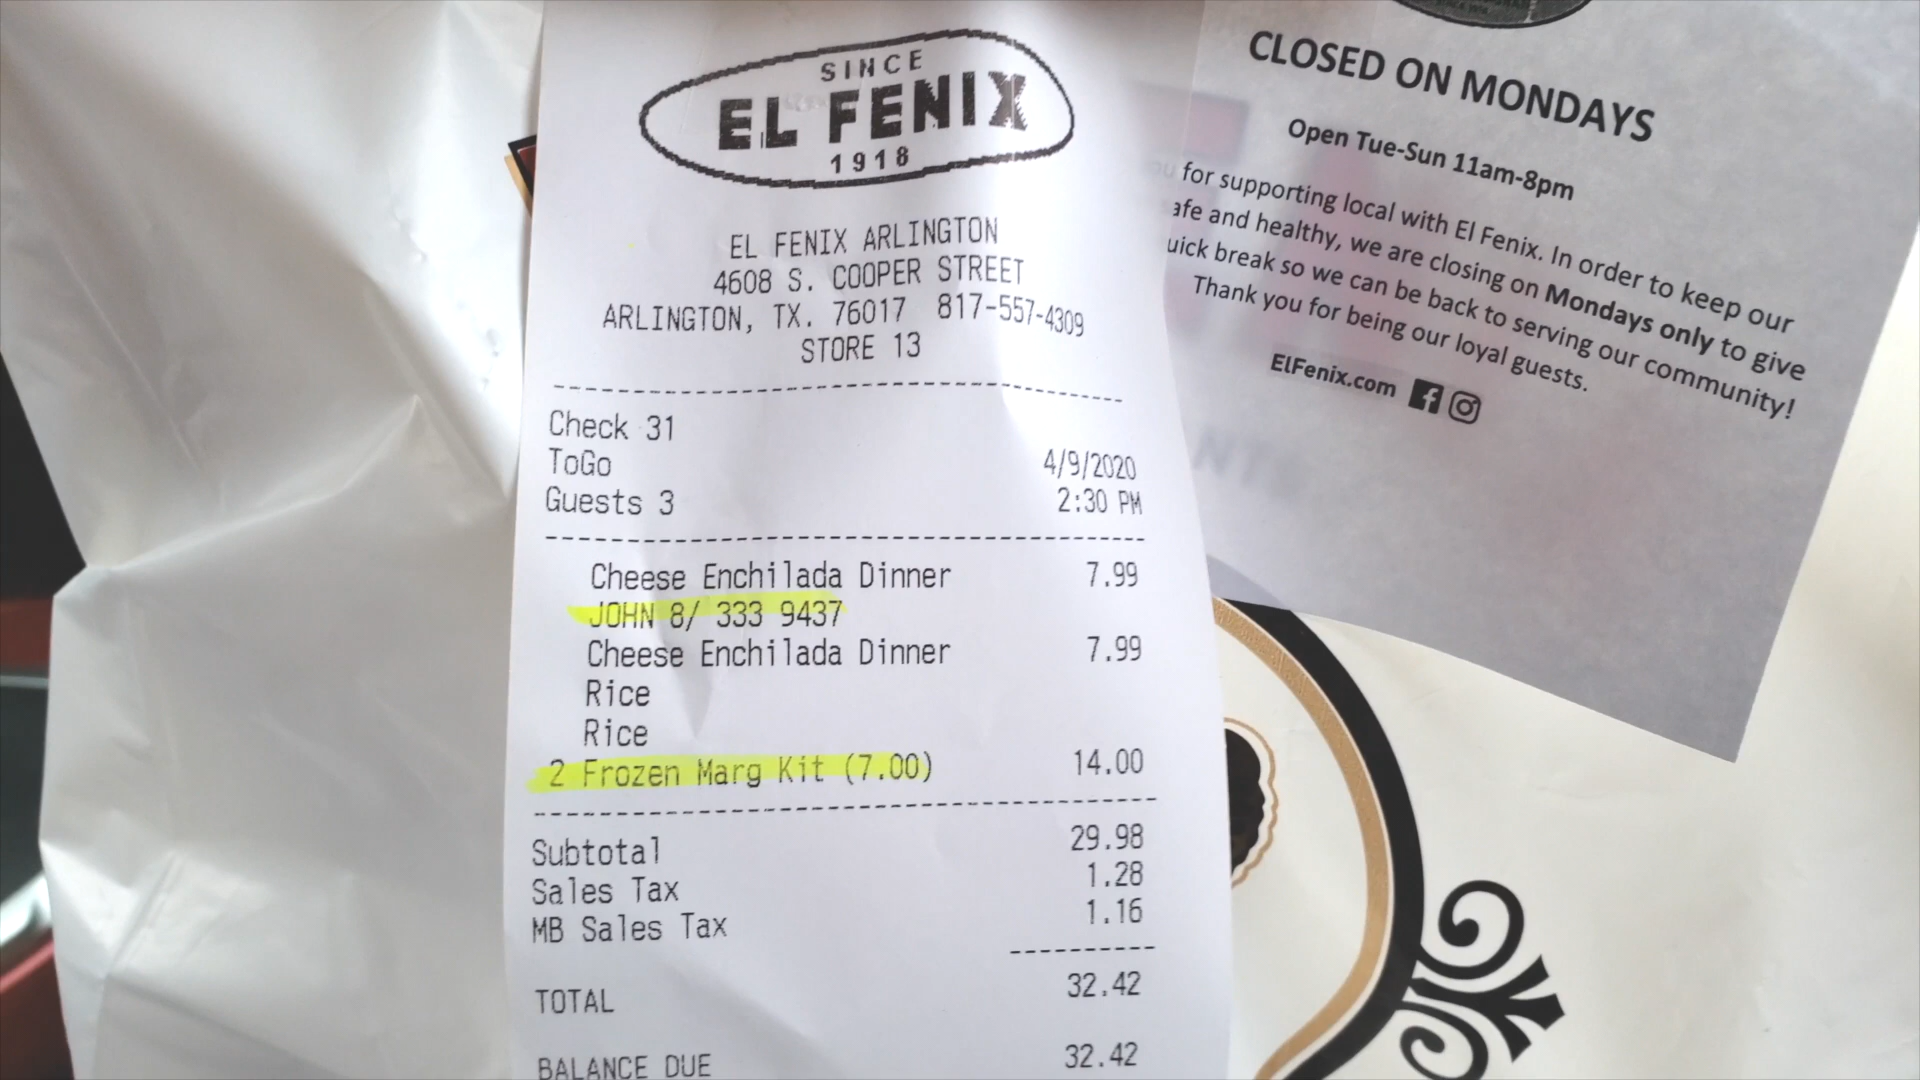 SINCE
EL FENIX
1918
EL FENIX ARLINGTON
4608 S. COOPER STREET
ARLINGTON, TX. 76017 817-557-4309
STORE 13
Check 31
ToGo 4/9/2020
Guests 3 2:30 PM
Cheese Enchilada Dinner 7.99
JOHN 8/ 333 9437
Cheese Enchilada Dinner 7.99
Rice
Rice
2 Frozen Marg Kit (7.00) 14.00
Subtotal 29.98
Sales Tax 1.28
MB Sales Tax 1.16
TOTAL 32.42
BALANCE DUE 32.42
CLOSED ON MONDAYS
Open Tue-Sun 11am-8pm
for supporting local with El Fenix. In order to keep our
and healthy, we are closing on Mondays only to give
break so we can be back to serving our community!
Thank you for being our loyal guests.
ElFenix.com